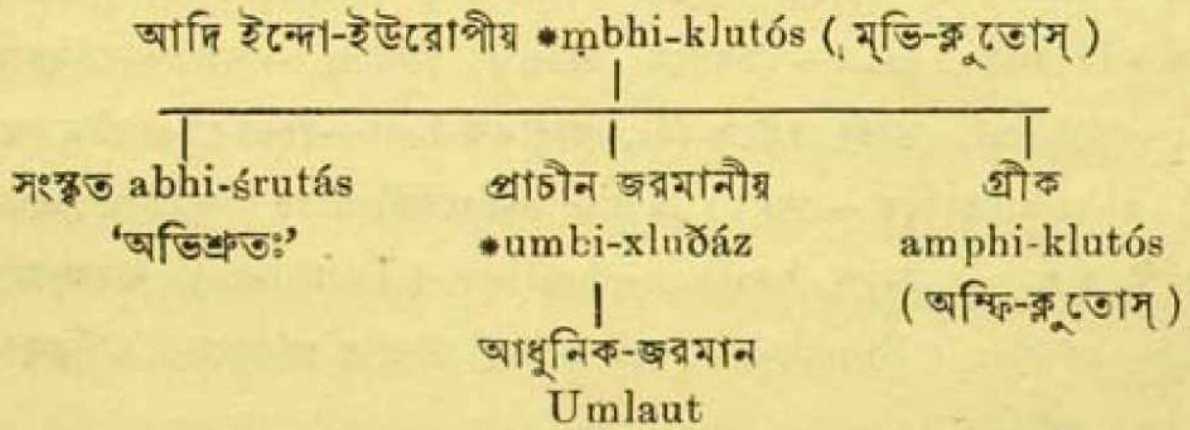 আদি ইন্দো-ইউরোপীয় *m̥bhi-klutós ( ম্‌ভি-ক্লুতোস্ )
সংস্কৃত abhi-śrutás প্রাচীন জরমানীয় গ্রীক
‘অভিশ্রুতঃ’ *umbi-xluðáz amphi-klutós
( অম্ফি-ক্লুতোস্ )
আধুনিক-জরমান
Umlaut